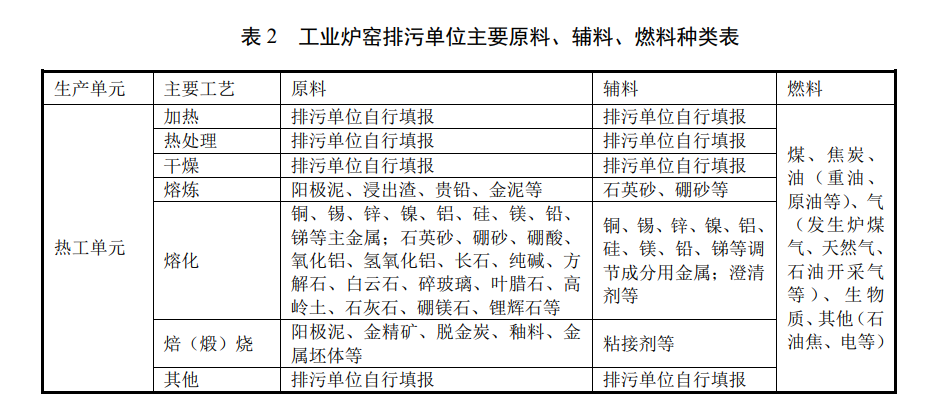 表 2 工业炉窑排污单位主要原料、辅料、燃料种类表
生产单元 主要工艺 原料 辅料 燃料
热工单元
加热 排污单位自行填报 排污单位自行填报
热处理 排污单位自行填报 排污单位自行填报
干燥 排污单位自行填报 排污单位自行填报
熔炼 阳极泥、浸出渣、贵铅、金泥等 石英砂、硼砂等
熔化
铜、锡、锌、镍、铝、硅、镁、铅、
锑等主金属；石英砂、硼砂、硼酸、
氧化铝、氢氧化铝、长石、纯碱、方
解石、白云石、碎玻璃、叶腊石、高
岭土、石灰石、硼镁石、锂辉石等
铜、锡、锌、镍、铝、
硅、镁、铅、锑等调
节成分用金属；澄清
剂等
焙（煅）烧
阳极泥、金精矿、脱金炭、釉料、金
属坯体等
粘接剂等
其他 排污单位自行填报 排污单位自行填报
煤、焦炭、
油（重油、
原油等）、气
（发生炉煤
气、天然气、
石油开采气
等）、生物
质、其他（石
油焦、电等）